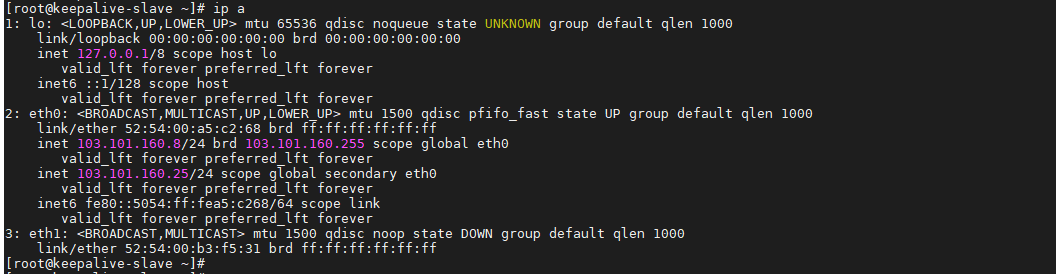 [root@keepalive-slave ~]# ip a
1: lo: <LOOPBACK,UP,LOWER_UP> mtu 65536 qdisc noqueue state UNKNOWN group default qlen 1000
    link/loopback 00:00:00:00:00:00 brd 00:00:00:00:00:00
    inet 127.0.0.1/8 scope host lo
       valid_lft forever preferred_lft forever
    inet6 ::1/128 scope host
       valid_lft forever preferred_lft forever
2: eth0: <BROADCAST,MULTICAST,UP,LOWER_UP> mtu 1500 qdisc pfifo_fast state UP group default qlen 1000
    link/ether 52:54:00:a5:c2:68 brd ff:ff:ff:ff:ff:ff
    inet 103.101.160.8/24 brd 103.101.160.255 scope global eth0
       valid_lft forever preferred_lft forever
    inet 103.101.160.25/24 scope global secondary eth0
       valid_lft forever preferred_lft forever
    inet6 fe80::5054:ff:fea5:c268/64 scope link
       valid_lft forever preferred_lft forever
3: eth1: <BROADCAST,MULTICAST> mtu 1500 qdisc noop state DOWN group default qlen 1000
    link/ether 52:54:00:b3:f5:31 brd ff:ff:ff:ff:ff:ff
[root@keepalive-slave ~]#